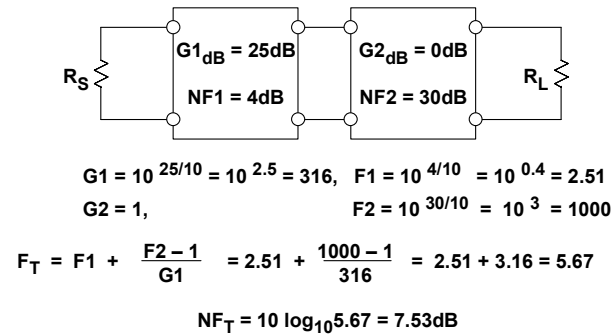 G1dB = 25dB
G2dB = 0dB
RS
NF1 = 4dB
NF2 = 30dB
RL
G1 = 10 25/10 = 10 2.5 = 316, F1 = 10 4/10 = 10 0.4 = 2.51
G2 = 1, F2 = 10 30/10 = 10 3 = 1000
FT = F1 + F2 – 1 / G1 = 2.51 + 1000 – 1 / 316 = 2.51 + 3.16 = 5.67
NFT = 10 log10 5.67 = 7.53dB